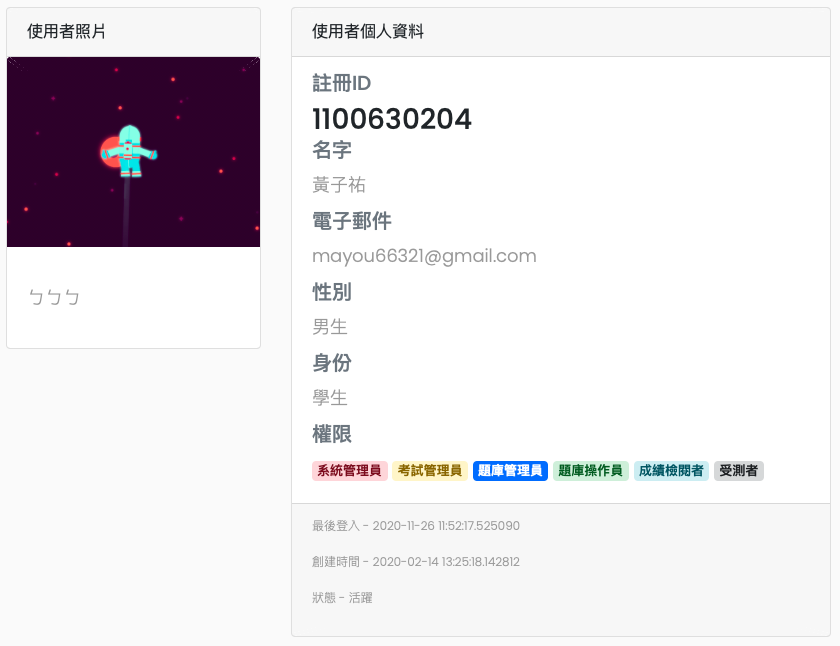 使用者照片
ㄅㄅㄅ
使用者個人資料
註冊ID
1100630204
名字
黃子祐
電子郵件
mayou66321@gmail.com
性別
男生
身份
學生
權限
系統管理員 考試管理員 題庫管理員 題庫操作員 成績檢閱者 受測者
最後登入 - 2020-11-26 11:52:17.525090
創建時間 - 2020-02-14 13:25:18.142812
狀態 - 活躍